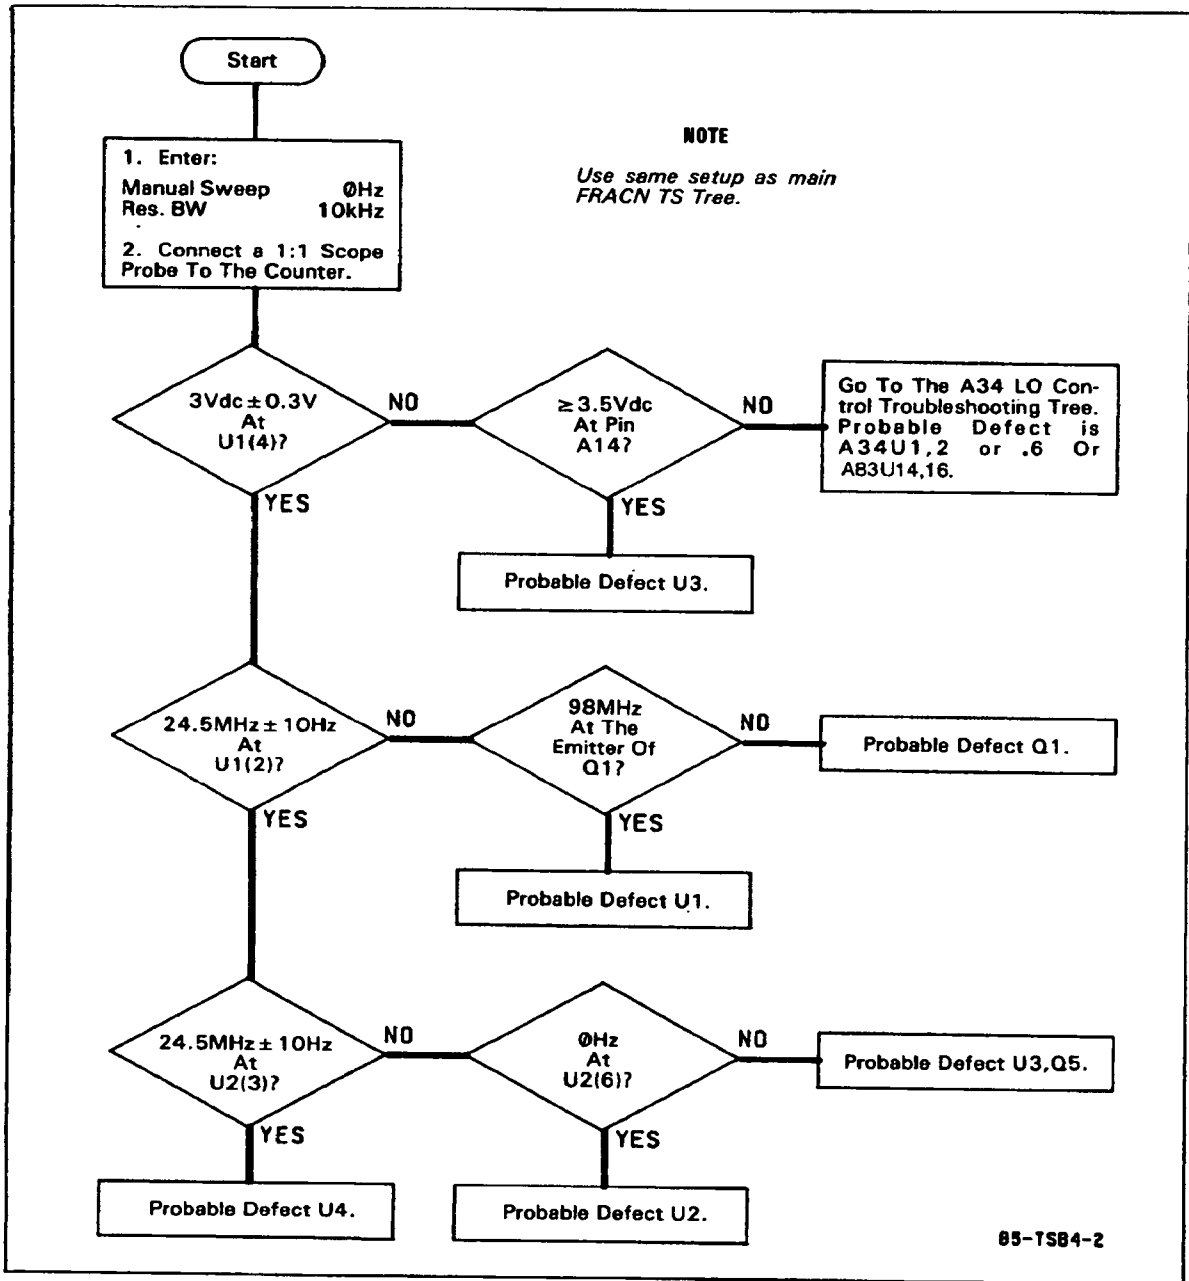 Start
NOTE
Use same setup as main
FRACN TS Tree.
1. Enter:
Manual Sweep 0Hz
Res. BW 10kHz
2. Connect a 1:1 Scope
Probe To The Counter.
3Vdc ± 0.3V
At
U1(4)?
NO
YES
≥ 3.5Vdc
At Pin
A14?
NO
YES
Go To The A34 LO Con-
trol Troubleshooting Tree.
Probable Defect is
A34U1,2 or .6 Or
A83U14,16.
Probable Defect U3.
24.5MHz ± 10Hz
At
U1(2)?
NO
YES
98MHz
At The
Emitter Of
Q1?
NO
YES
Probable Defect Q1.
Probable Defect U1.
24.5MHz ± 10Hz
At
U2(3)?
NO
YES
0Hz
At
U2(6)?
NO
YES
Probable Defect U3,Q5.
Probable Defect U4.
Probable Defect U2.
85-TSB4-2